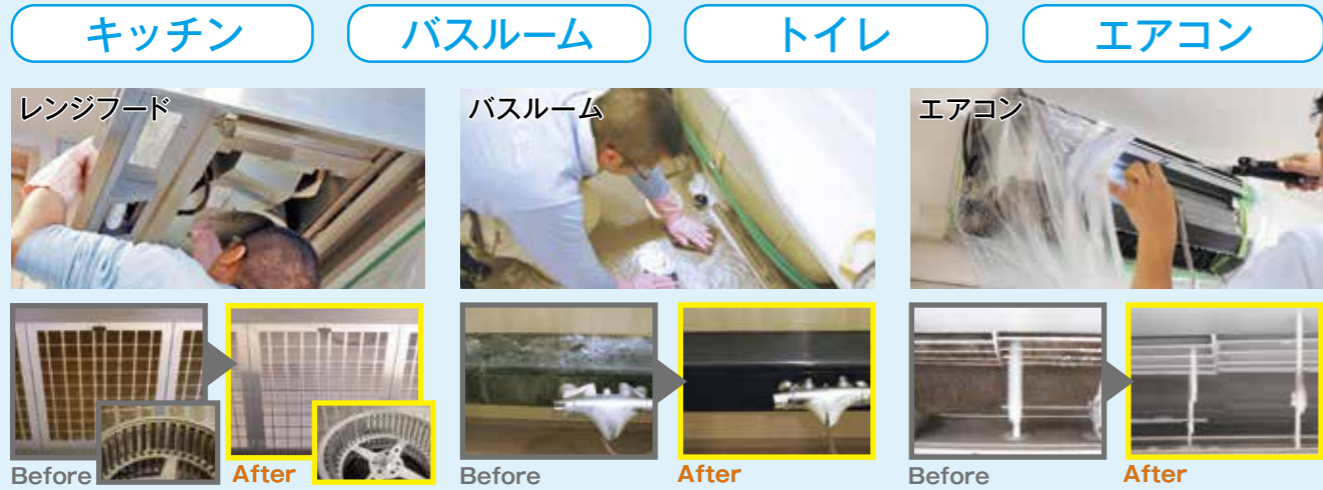 キッチン
バスルーム
トイレ
エアコン
レンジフード
バスルーム
エアコン
Before
After
Before
After
Before
After